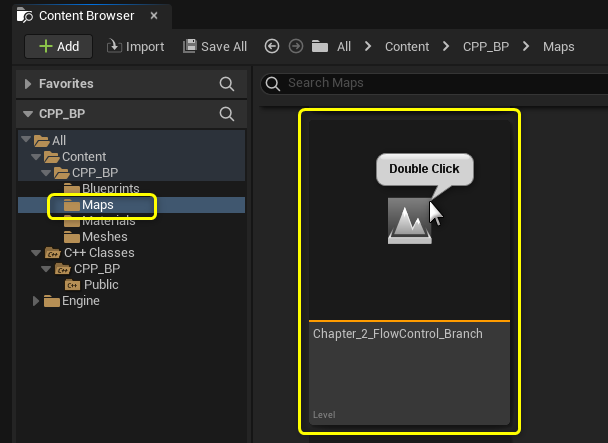 Content Browser
Add Import Save All All Content CPP_BP Maps
Favorites
Search Maps
CPP_BP
All
Content
CPP_BP
Blueprints
Maps
Materials
Meshes
C++ Classes
CPP_BP
Public
Engine
Double Click
Chapter_2_FlowControl_Branch
Level